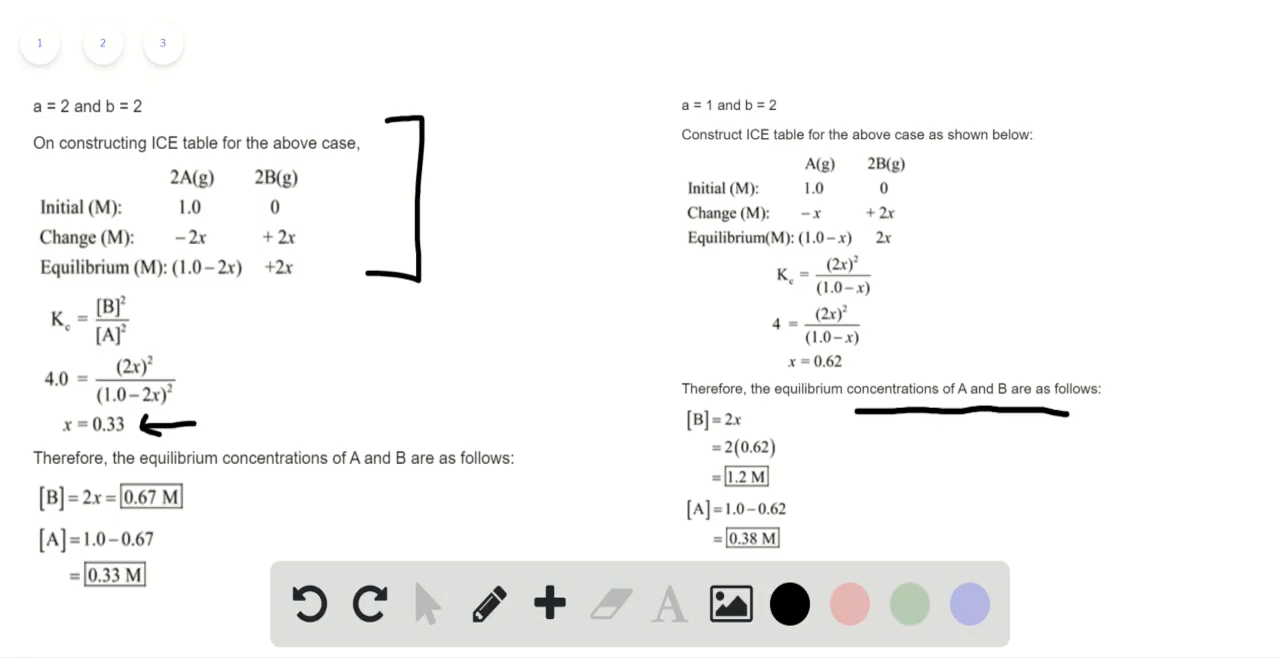 1 2 3
a = 2 and b = 2
On constructing ICE table for the above case,
2A(g) 2B(g)
Initial (M): 1.0 0
Change (M): − 2x + 2x
Equilibrium (M): (1.0 − 2x) +2x
K_c = [B]² / [A]²
4.0 = (2x)² / (1.0 − 2x)²
x = 0.33
Therefore, the equilibrium concentrations of A and B are as follows:
[B] = 2x = 0.67 M
[A] = 1.0 − 0.67
= 0.33 M
a = 1 and b = 2
Construct ICE table for the above case as shown below:
A(g) 2B(g)
Initial (M): 1.0 0
Change (M): − x + 2x
Equilibrium(M): (1.0 − x) 2x
K_c = (2x)² / (1.0 − x)
4 = (2x)² / (1.0 − x)
x = 0.62
Therefore, the equilibrium concentrations of A and B are as follows:
[B] = 2x
= 2(0.62)
= 1.2 M
[A] = 1.0 − 0.62
= 0.38 M
A